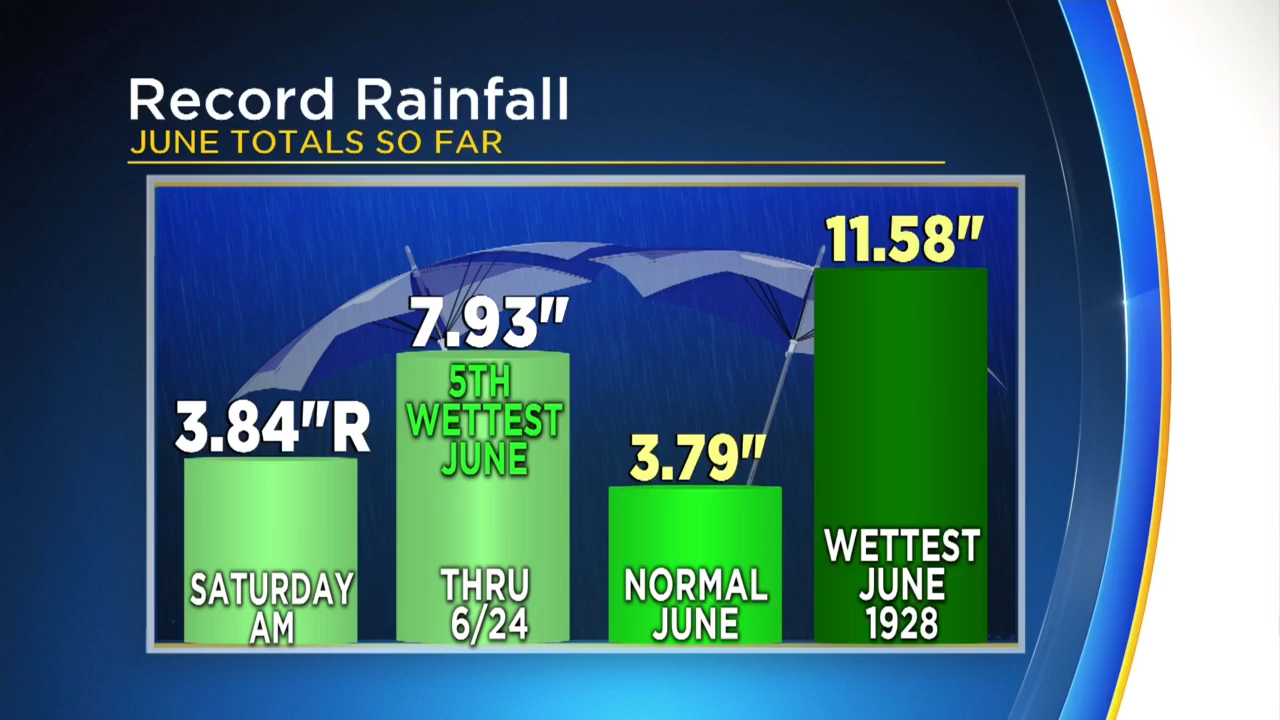 Record Rainfall
JUNE TOTALS SO FAR
3.84"R
SATURDAY
AM
7.93"
5TH
WETTEST
JUNE
THRU
6/24
3.79"
NORMAL
JUNE
11.58"
WETTEST
JUNE
1928